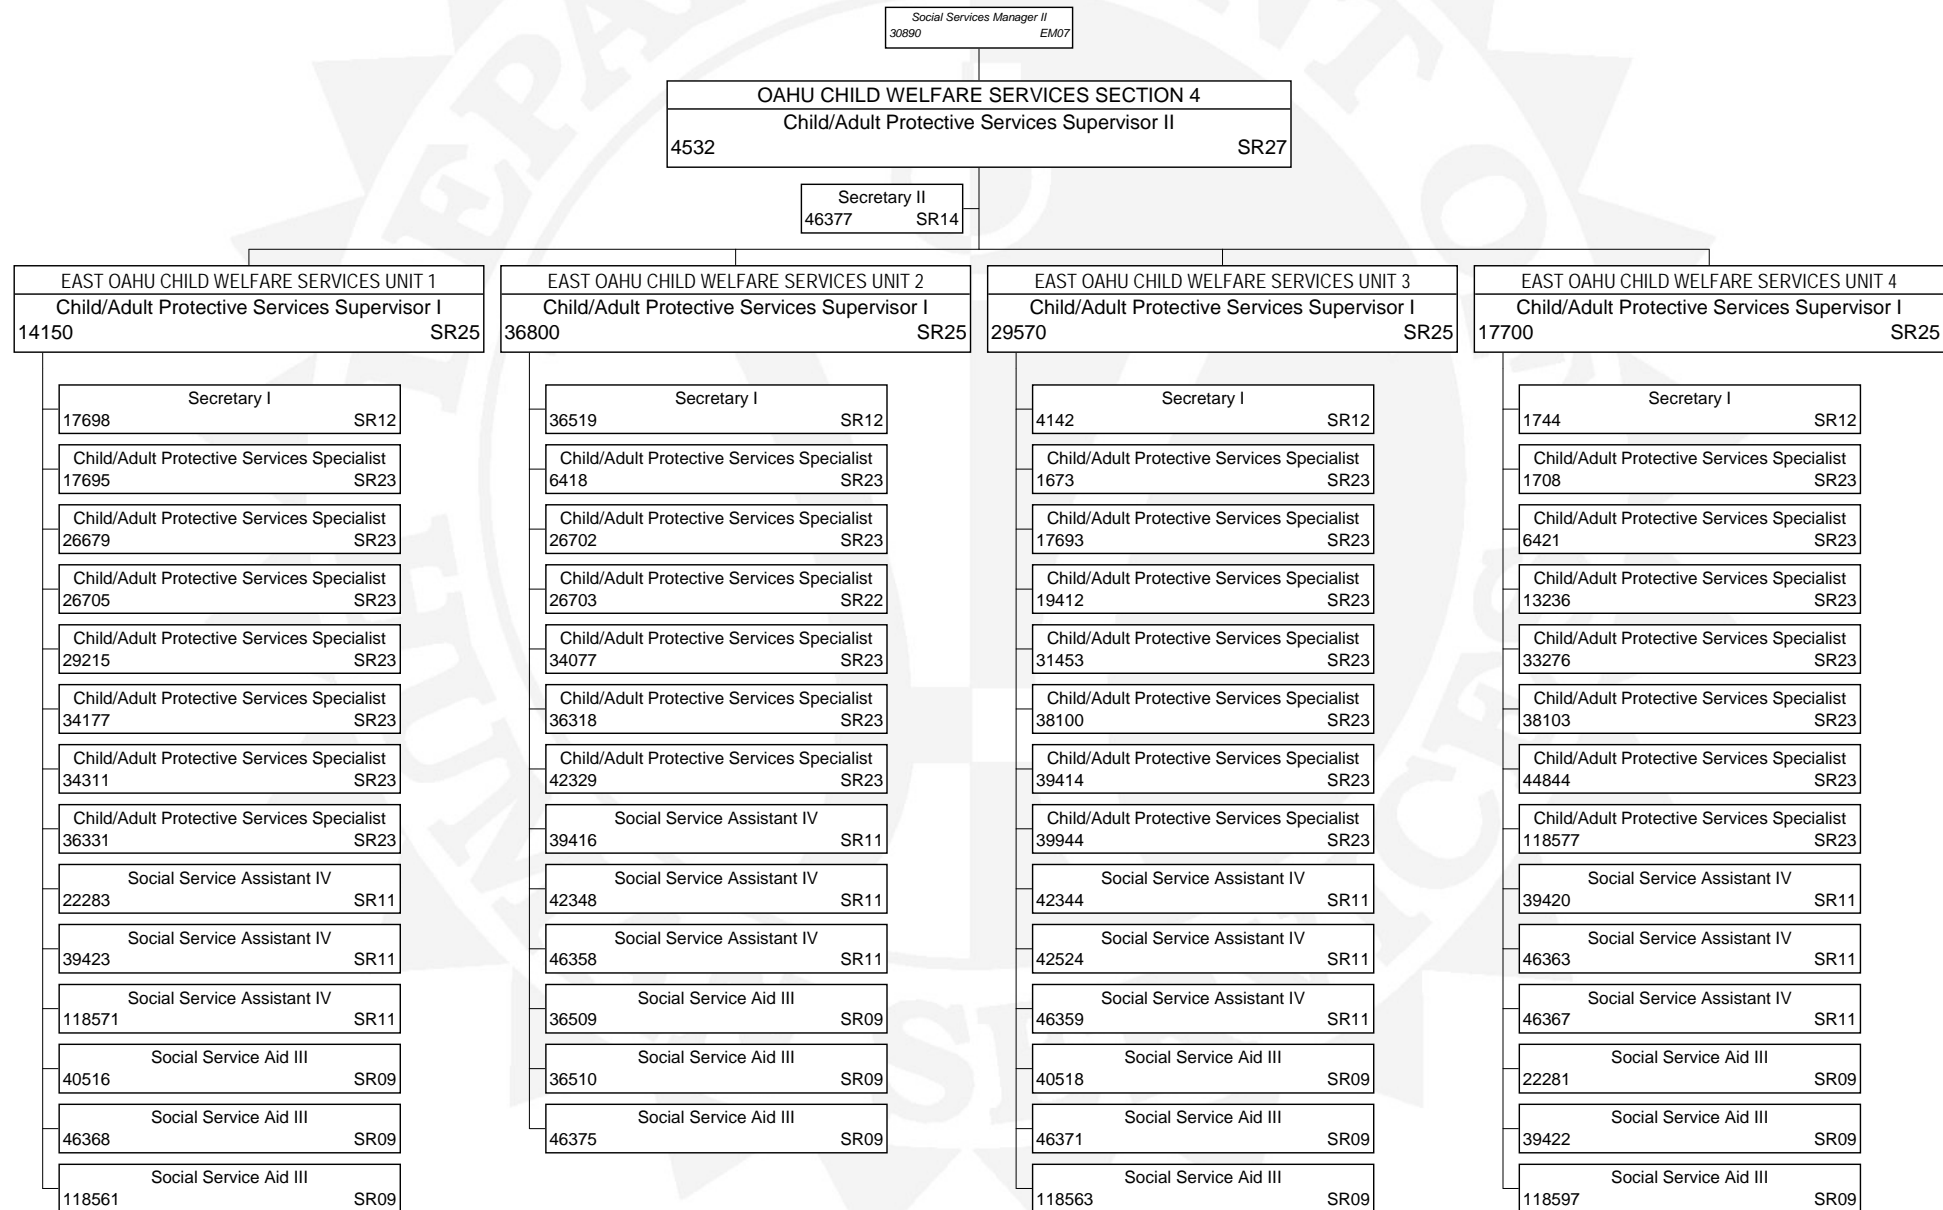 Social Services Manager II
30890 EM07
OAHU CHILD WELFARE SERVICES SECTION 4
Child/Adult Protective Services Supervisor II
4532 SR27
Secretary II
46377 SR14
EAST OAHU CHILD WELFARE SERVICES UNIT 1
Child/Adult Protective Services Supervisor I
14150 SR25
Secretary I
17698 SR12
Child/Adult Protective Services Specialist
17695 SR23
Child/Adult Protective Services Specialist
26679 SR23
Child/Adult Protective Services Specialist
26705 SR23
Child/Adult Protective Services Specialist
29215 SR23
Child/Adult Protective Services Specialist
34177 SR23
Child/Adult Protective Services Specialist
34311 SR23
Child/Adult Protective Services Specialist
36331 SR23
Social Service Assistant IV
22283 SR11
Social Service Assistant IV
39423 SR11
Social Service Assistant IV
118571 SR11
Social Service Aid III
40516 SR09
Social Service Aid III
46368 SR09
Social Service Aid III
118561 SR09
EAST OAHU CHILD WELFARE SERVICES UNIT 2
Child/Adult Protective Services Supervisor I
36800 SR25
Secretary I
36519 SR12
Child/Adult Protective Services Specialist
6418 SR23
Child/Adult Protective Services Specialist
26702 SR23
Child/Adult Protective Services Specialist
26703 SR22
Child/Adult Protective Services Specialist
34077 SR23
Child/Adult Protective Services Specialist
36318 SR23
Child/Adult Protective Services Specialist
42329 SR23
Social Service Assistant IV
39416 SR11
Social Service Assistant IV
42348 SR11
Social Service Assistant IV
46358 SR11
Social Service Aid III
36509 SR09
Social Service Aid III
36510 SR09
Social Service Aid III
46375 SR09
EAST OAHU CHILD WELFARE SERVICES UNIT 3
Child/Adult Protective Services Supervisor I
29570 SR25
Secretary I
4142 SR12
Child/Adult Protective Services Specialist
1673 SR23
Child/Adult Protective Services Specialist
17693 SR23
Child/Adult Protective Services Specialist
19412 SR23
Child/Adult Protective Services Specialist
31453 SR23
Child/Adult Protective Services Specialist
38100 SR23
Child/Adult Protective Services Specialist
39414 SR23
Child/Adult Protective Services Specialist
39944 SR23
Social Service Assistant IV
42344 SR11
Social Service Assistant IV
42524 SR11
Social Service Assistant IV
46359 SR11
Social Service Aid III
40518 SR09
Social Service Aid III
46371 SR09
Social Service Aid III
118563 SR09
EAST OAHU CHILD WELFARE SERVICES UNIT 4
Child/Adult Protective Services Supervisor I
17700 SR25
Secretary I
1744 SR12
Child/Adult Protective Services Specialist
1708 SR23
Child/Adult Protective Services Specialist
6421 SR23
Child/Adult Protective Services Specialist
13236 SR23
Child/Adult Protective Services Specialist
33276 SR23
Child/Adult Protective Services Specialist
38103 SR23
Child/Adult Protective Services Specialist
44844 SR23
Child/Adult Protective Services Specialist
118577 SR23
Social Service Assistant IV
39420 SR11
Social Service Assistant IV
46363 SR11
Social Service Assistant IV
46367 SR11
Social Service Aid III
22281 SR09
Social Service Aid III
39422 SR09
Social Service Aid III
118597 SR09